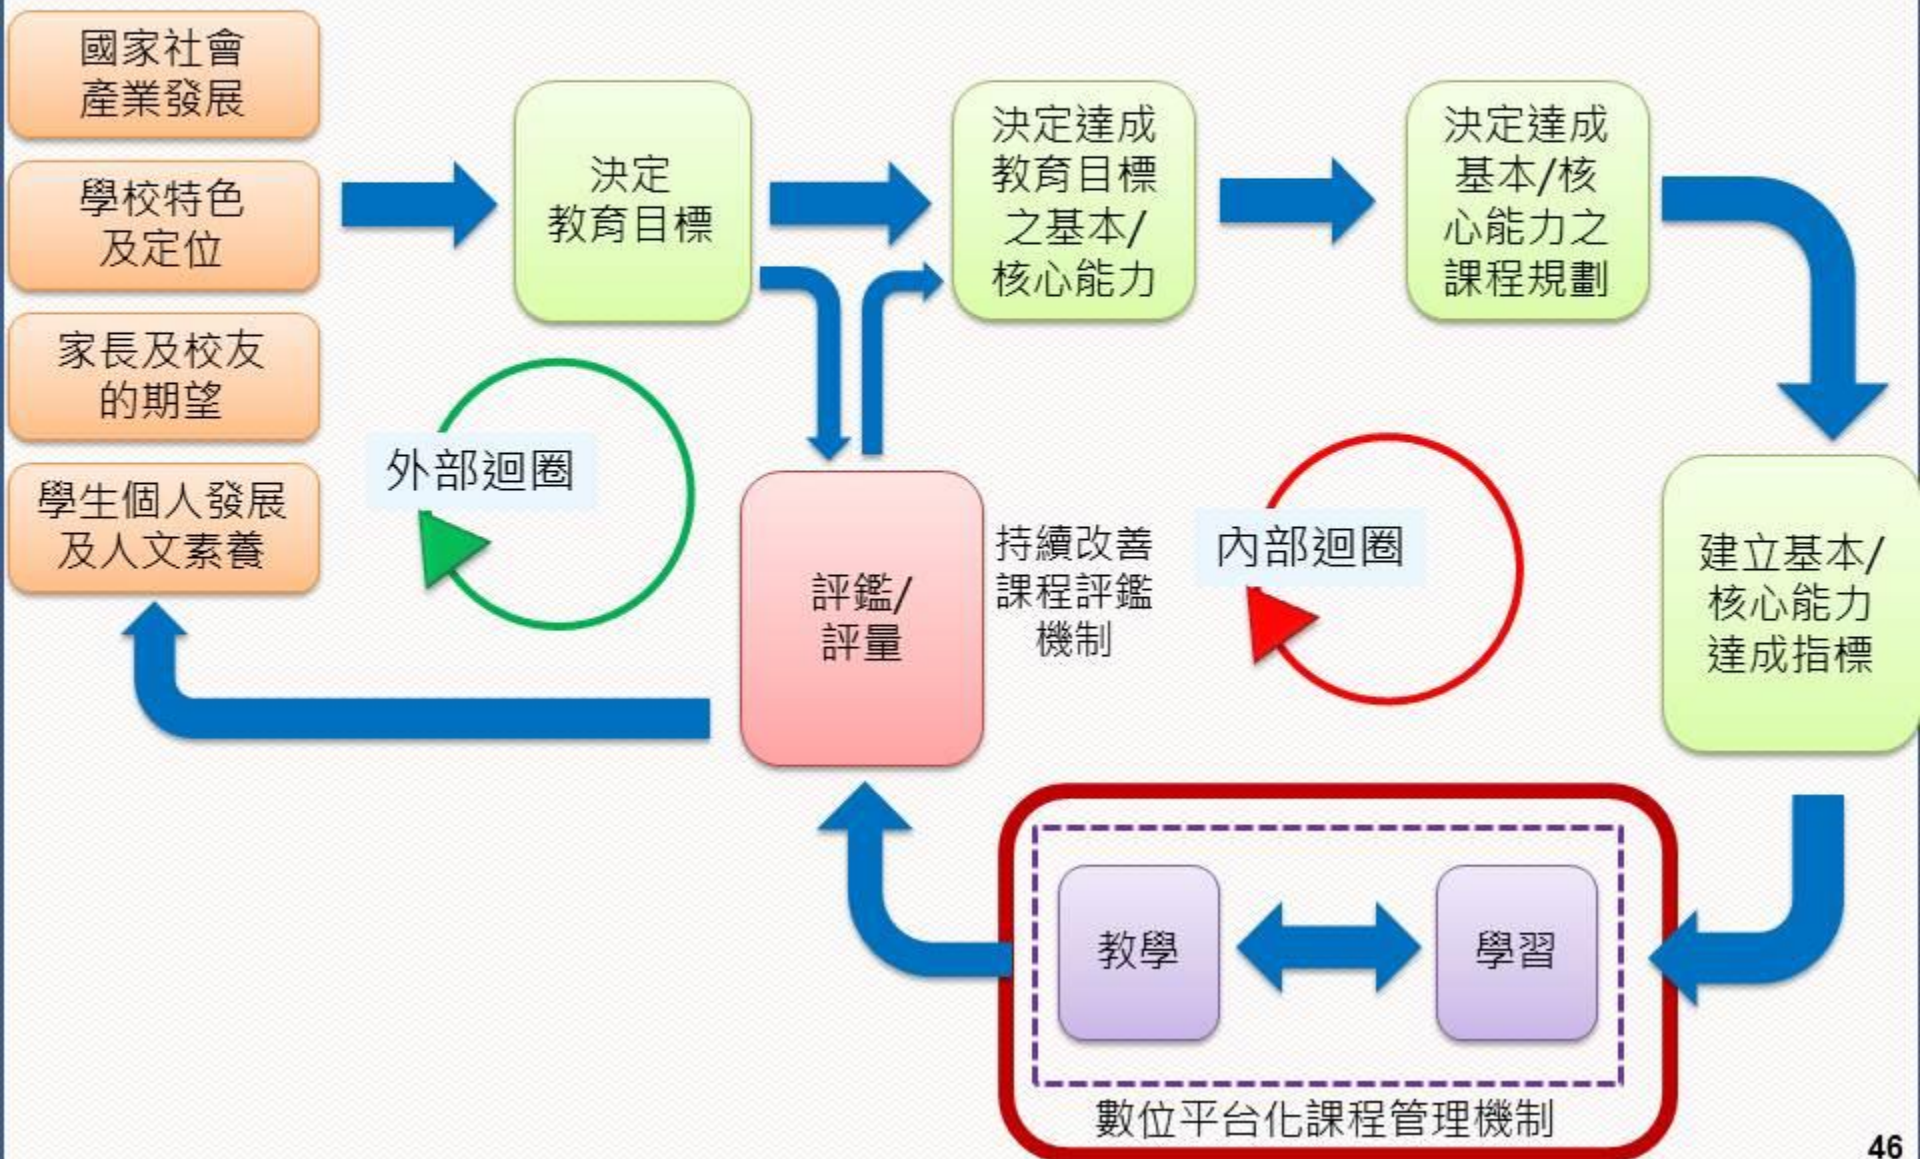 國家社會
產業發展
學校特色
及定位
家長及校友
的期望
學生個人發展
及人文素養
決定
教育目標
決定達成
教育目標
之基本/
核心能力
決定達成
基本/核
心能力之
課程規劃
外部迴圈
評鑑/
評量
持續改善
課程評鑑
機制
內部迴圈
建立基本/
核心能力
達成指標
教學
學習
數位平台化課程管理機制
46